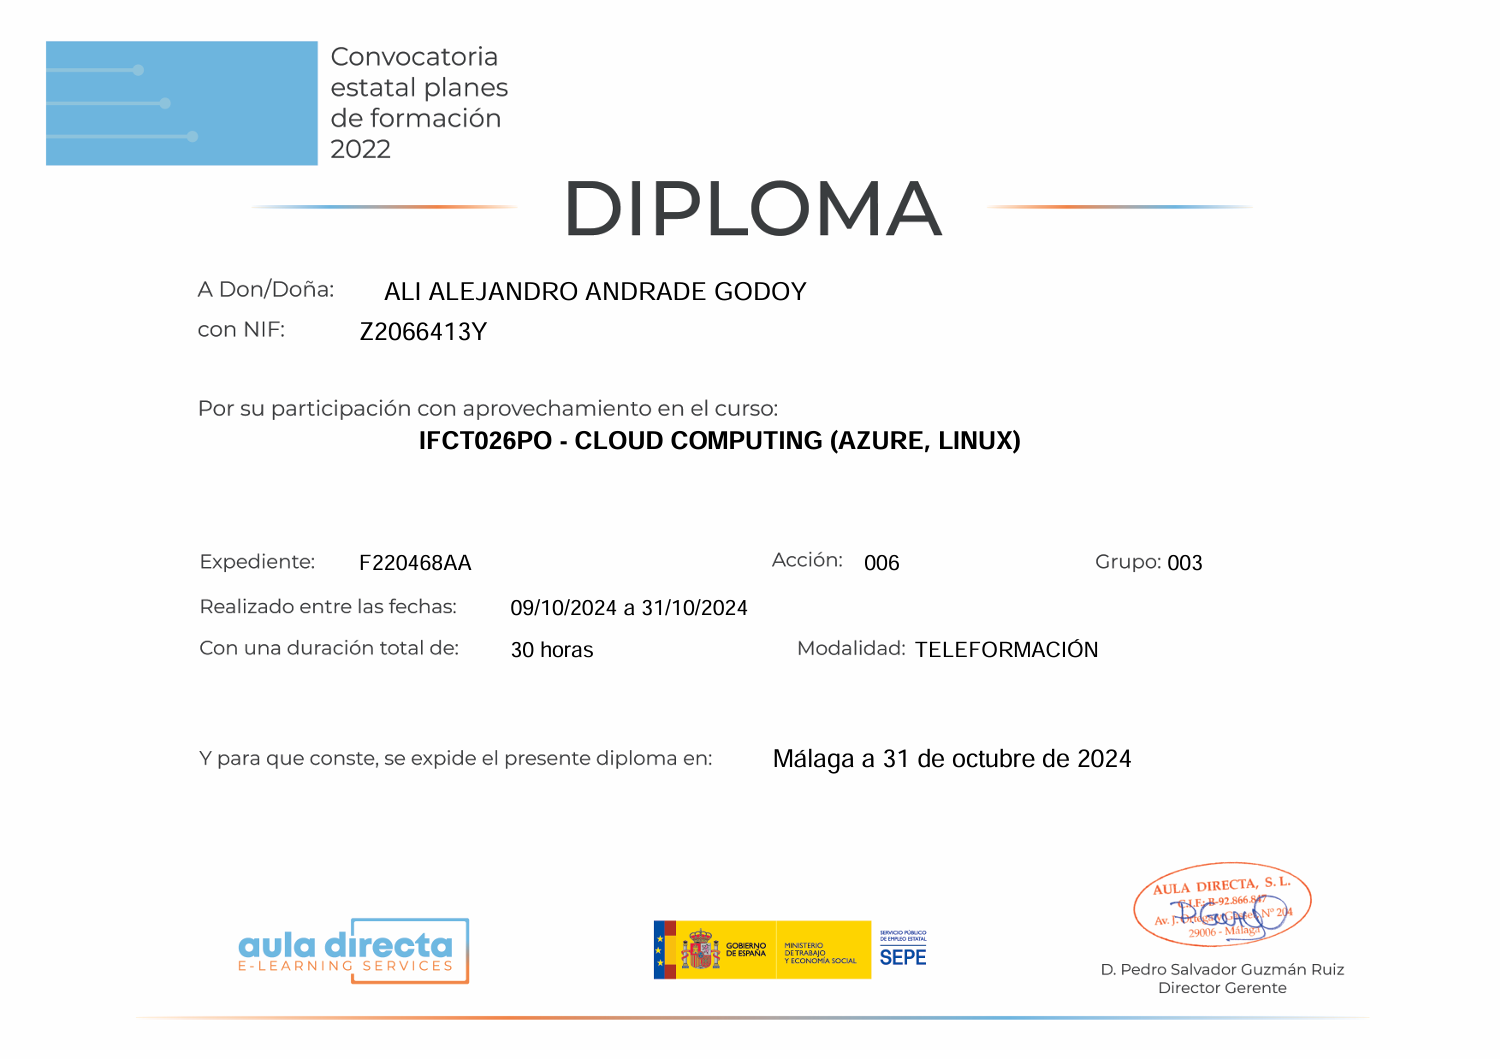 Convocatoria
estatal planes
de formación
2022
DIPLOMA
A Don/Doña: ALI ALEJANDRO ANDRADE GODOY
con NIF: Z2066413Y
Por su participación con aprovechamiento en el curso:
IFCT026PO - CLOUD COMPUTING (AZURE, LINUX)
Expediente: F220468AA Acción: 006 Grupo: 003
Realizado entre las fechas: 09/10/2024 a 31/10/2024
Con una duración total de: 30 horas Modalidad: TELEFORMACIÓN
Y para que conste, se expide el presente diploma en: Málaga a 31 de octubre de 2024
aula directa
E-LEARNING SERVICES
GOBIERNO
DE ESPAÑA
MINISTERIO
DE TRABAJO
Y ECONOMÍA SOCIAL
SERVICIO PÚBLICO
DE EMPLEO ESTATAL
SEPE
AULA DIRECTA, S. L.
C.I.F: B-92.866.847
Av. J. Nº 204
29006 - Málaga
D. Pedro Salvador Guzmán Ruiz
Director Gerente